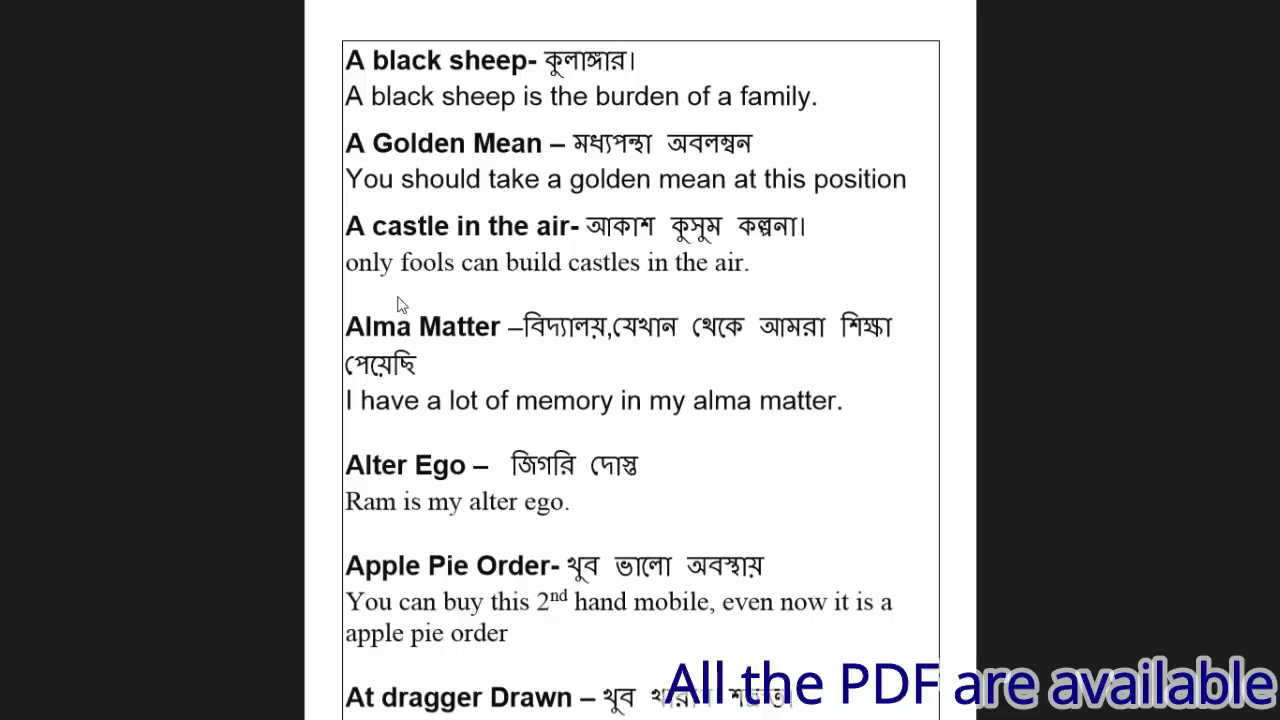 A black sheep- কুলাঙ্গার।
A black sheep is the burden of a family.
A Golden Mean – মধ্যপন্থা অবলম্বন
You should take a golden mean at this position
A castle in the air- আকাশ কুসুম কল্পনা।
only fools can build castles in the air.
Alma Matter –বিদ্যালয়,যেখান থেকে আমরা শিক্ষা
পেয়েছি
I have a lot of memory in my alma matter.
Alter Ego – জিগরি দোস্ত
Ram is my alter ego.
Apple Pie Order- খুব ভালো অবস্থায়
You can buy this 2nd hand mobile, even now it is a
apple pie order
At dragger Drawn – খুব
All the PDF are available